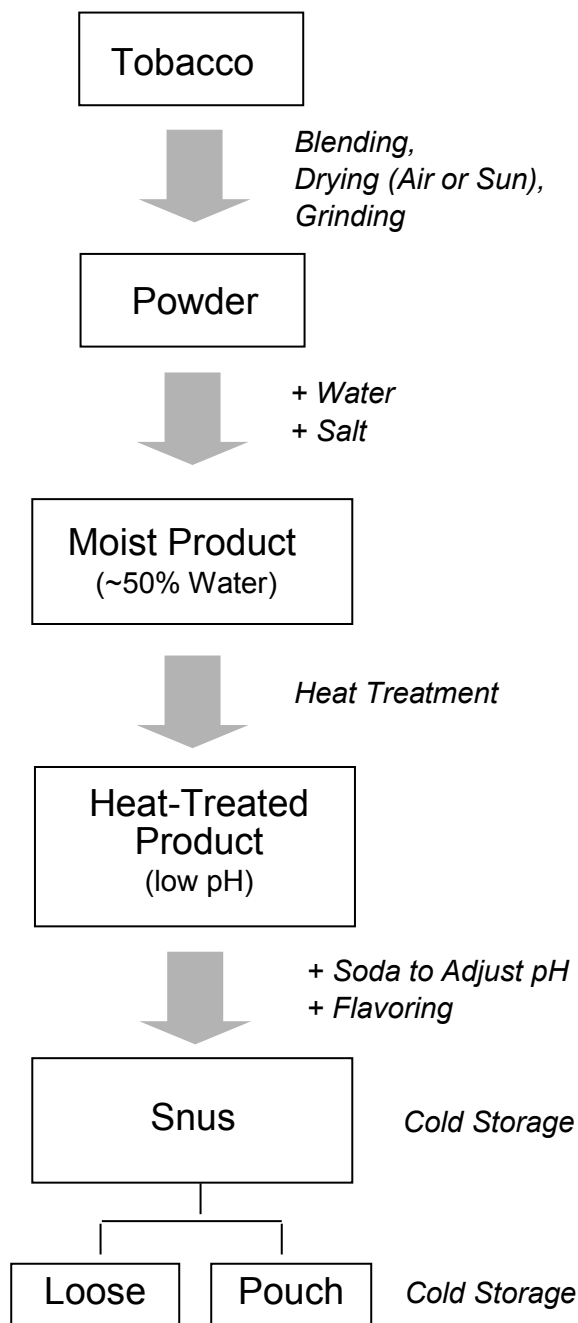 Tobacco
Blending,
Drying (Air or Sun),
Grinding
Powder
+ Water
+ Salt
Moist Product
(~50% Water)
Heat Treatment
Heat-Treated
Product
(low pH)
+ Soda to Adjust pH
+ Flavoring
Snus
Cold Storage
Loose
Pouch
Cold Storage